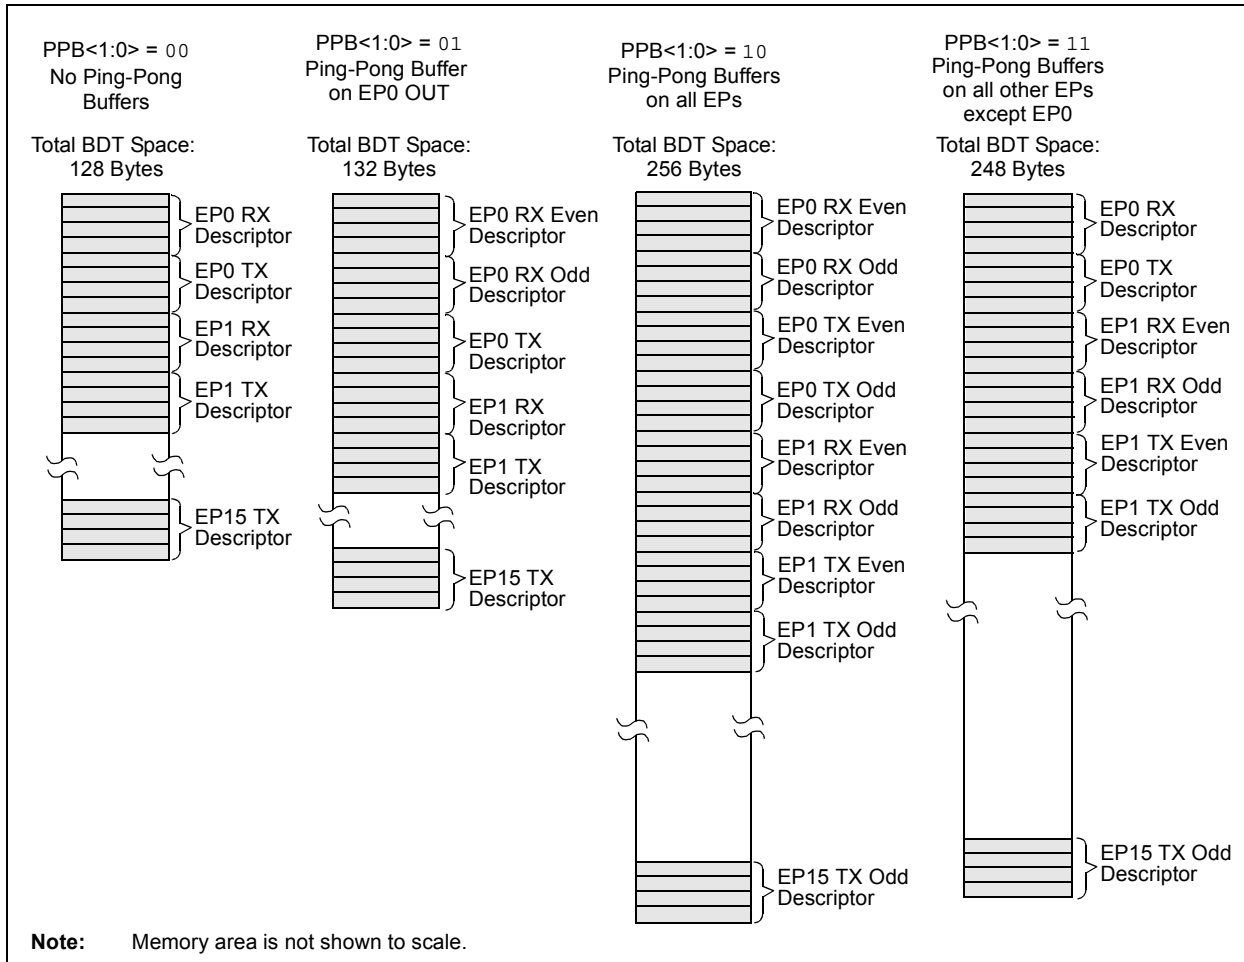 PPB<1:0> = 00
No Ping-Pong
Buffers
Total BDT Space:
128 Bytes
EP0 RX
Descriptor
EP0 TX
Descriptor
EP1 RX
Descriptor
EP1 TX
Descriptor
EP15 TX
Descriptor
PPB<1:0> = 01
Ping-Pong Buffer
on EP0 OUT
Total BDT Space:
132 Bytes
EP0 RX Even
Descriptor
EP0 RX Odd
Descriptor
EP0 TX
Descriptor
EP1 RX
Descriptor
EP1 TX
Descriptor
EP15 TX
Descriptor
PPB<1:0> = 10
Ping-Pong Buffers
on all EPs
Total BDT Space:
256 Bytes
EP0 RX Even
Descriptor
EP0 RX Odd
Descriptor
EP0 TX Even
Descriptor
EP0 TX Odd
Descriptor
EP1 RX Even
Descriptor
EP1 RX Odd
Descriptor
EP1 TX Even
Descriptor
EP1 TX Odd
Descriptor
EP15 TX Odd
Descriptor
PPB<1:0> = 11
Ping-Pong Buffers
on all other EPs
except EP0
Total BDT Space:
248 Bytes
EP0 RX
Descriptor
EP0 TX
Descriptor
EP1 RX Even
Descriptor
EP1 RX Odd
Descriptor
EP1 TX Even
Descriptor
EP1 TX Odd
Descriptor
EP15 TX Odd
Descriptor
Note: Memory area is not shown to scale.